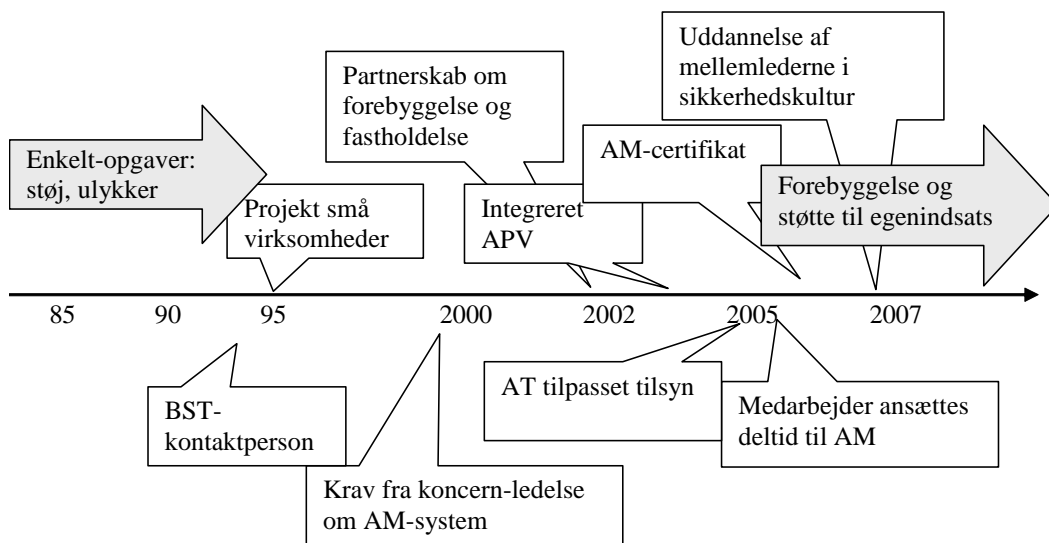 Uddannelse af
mellemlederne i
sikkerhedskultur
Partnerskab om
forebyggelse og
fastholdelse
AM-certifikat
Enkelt-opgaver:
støj, ulykker
Forebyggelse og
støtte til egenindsats
Projekt små
virksomheder
Integreret
APV
85 90 95 2000 2002 2005 2007
AT tilpasset tilsyn
BST-
kontaktperson
Medarbejder ansættes
deltid til AM
Krav fra koncern-ledelse
om AM-system